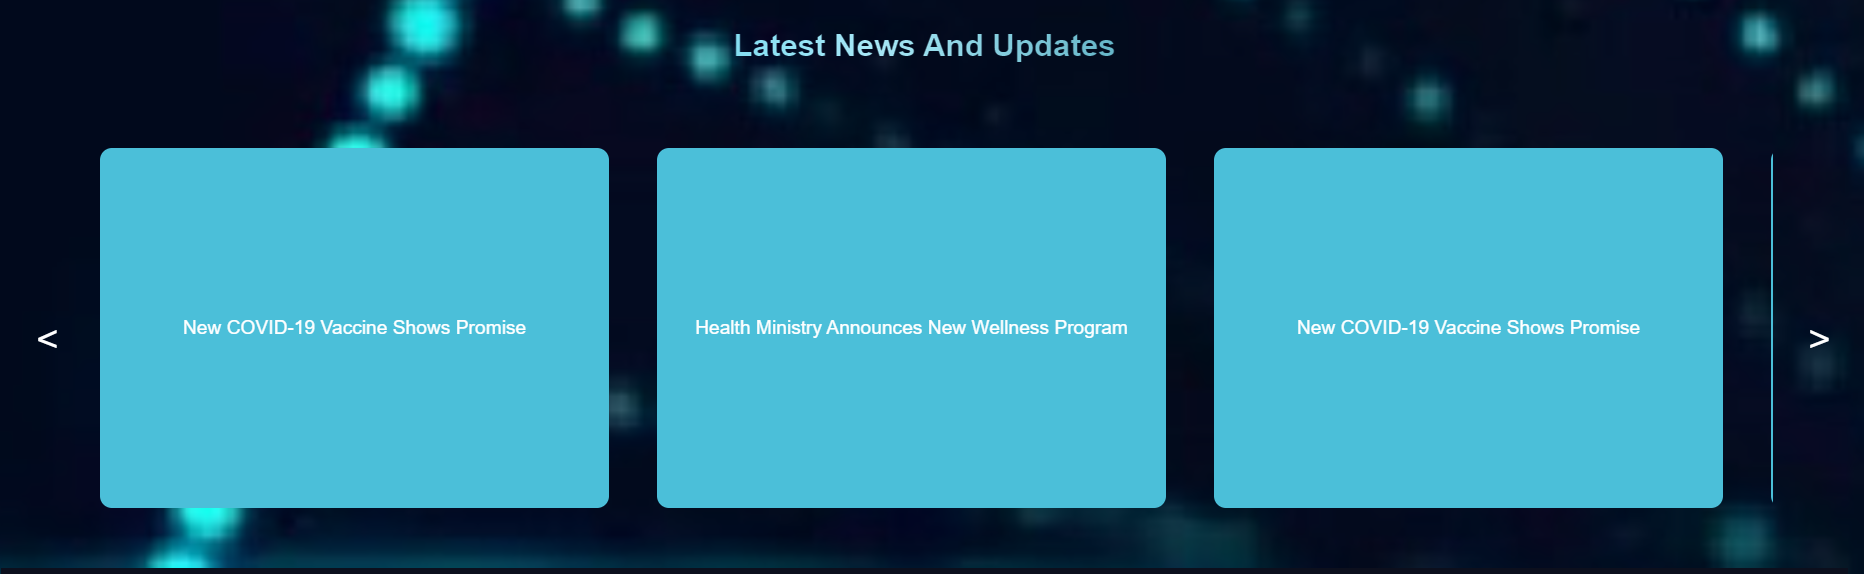 Latest News And Updates
<
New COVID-19 Vaccine Shows Promise
Health Ministry Announces New Wellness Program
New COVID-19 Vaccine Shows Promise
>